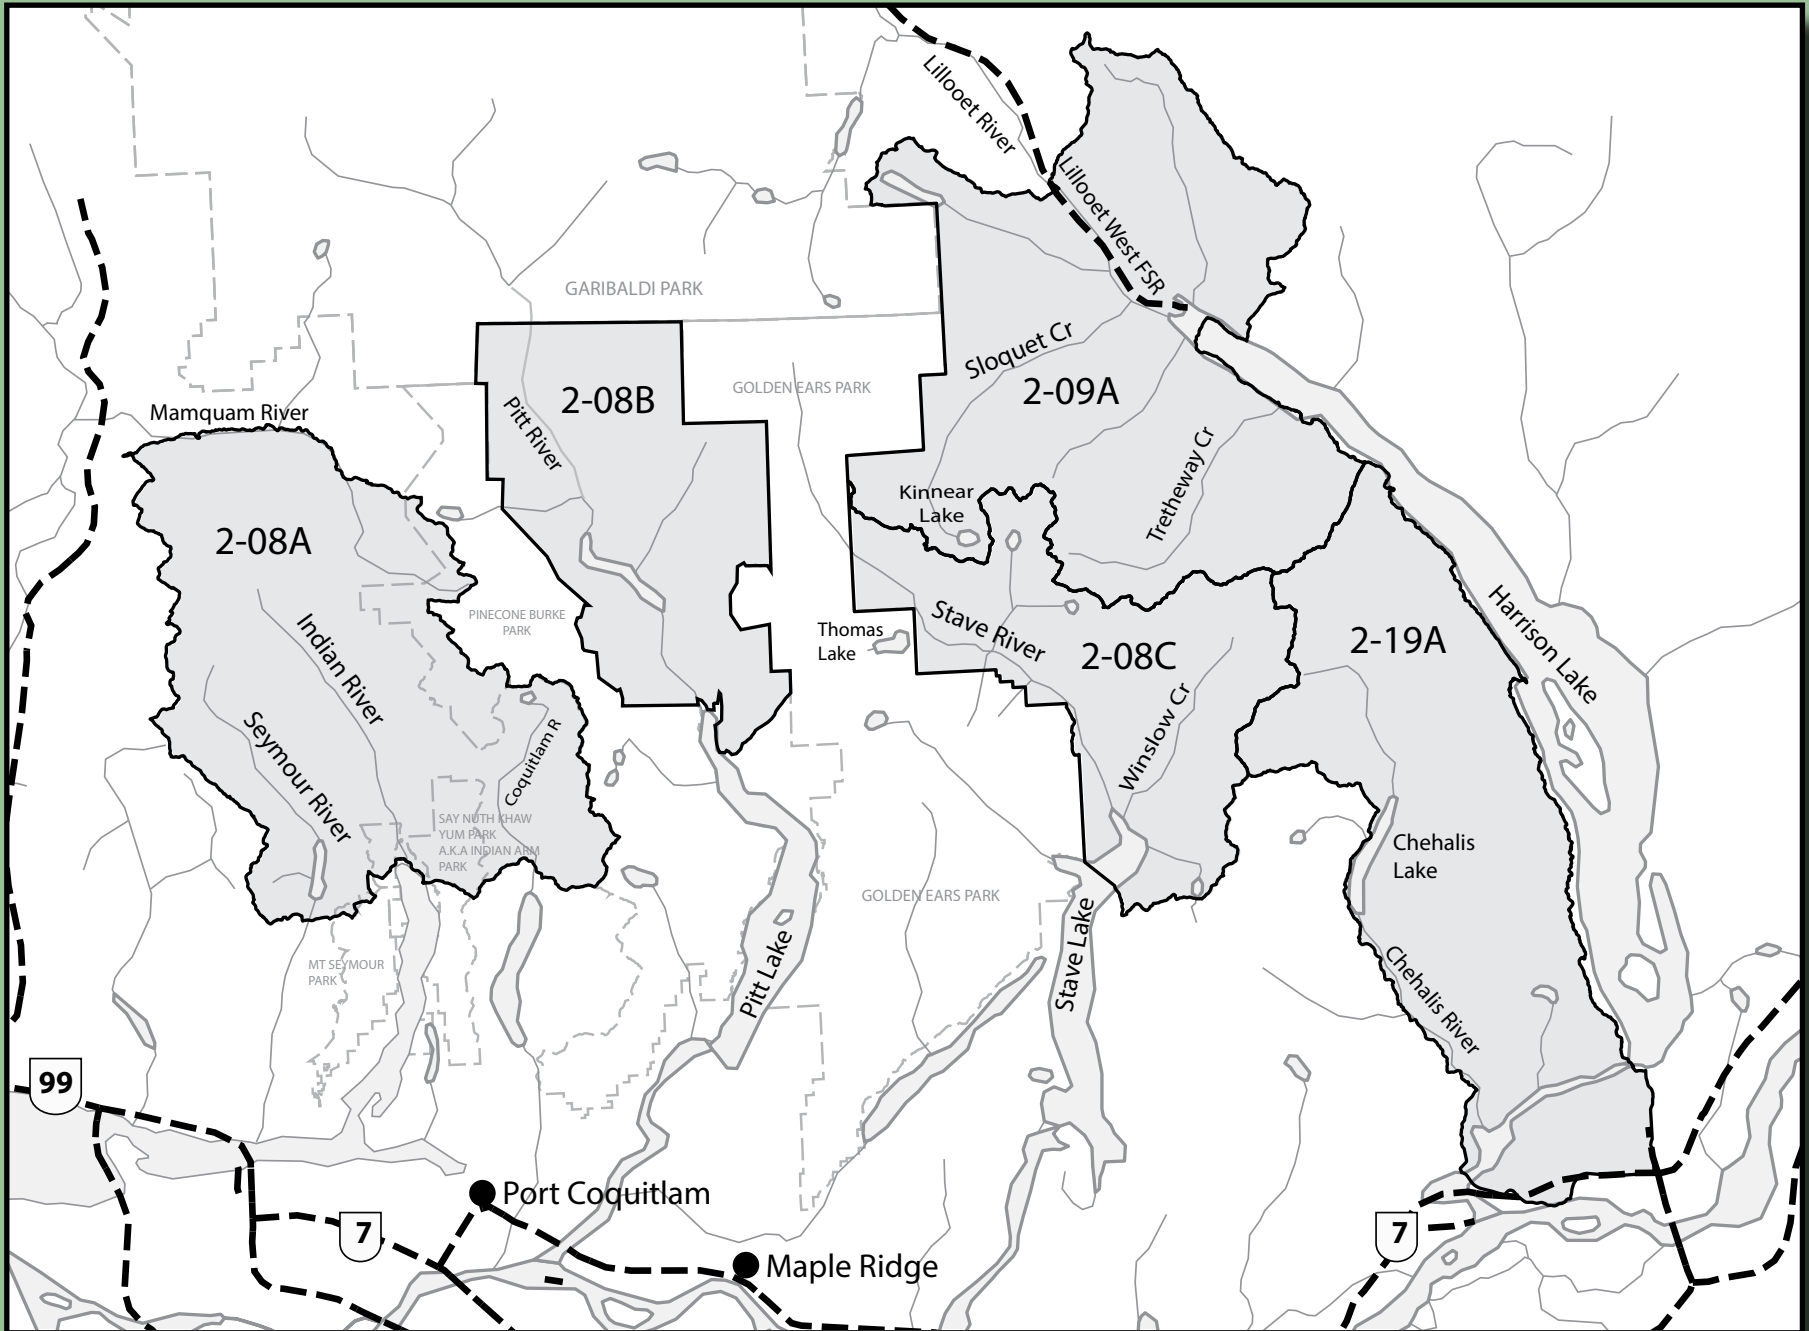 Lillooet River
Lillooet West FSR
GARIBALDI PARK
Sloquet Cr
2-09A
GOLDEN EARS PARK
2-08B
Pitt River
Mamquam River
Tretheway Cr
Kinnear
Lake
2-08A
PINECONE BURKE
PARK
Indian River
Thomas
Lake
Stave River
2-08C
2-19A
Harrison Lake
Seymour River
Coquitlam R
Winslow Cr
SAY NUTH KHAW
YUM PARK
A.K.A INDIAN ARM
PARK
Chehalis
Lake
GOLDEN EARS PARK
MT SEYMOUR
PARK
Pitt Lake
Stave Lake
Chehalis River
99
Port Coquitlam
7
7
Maple Ridge